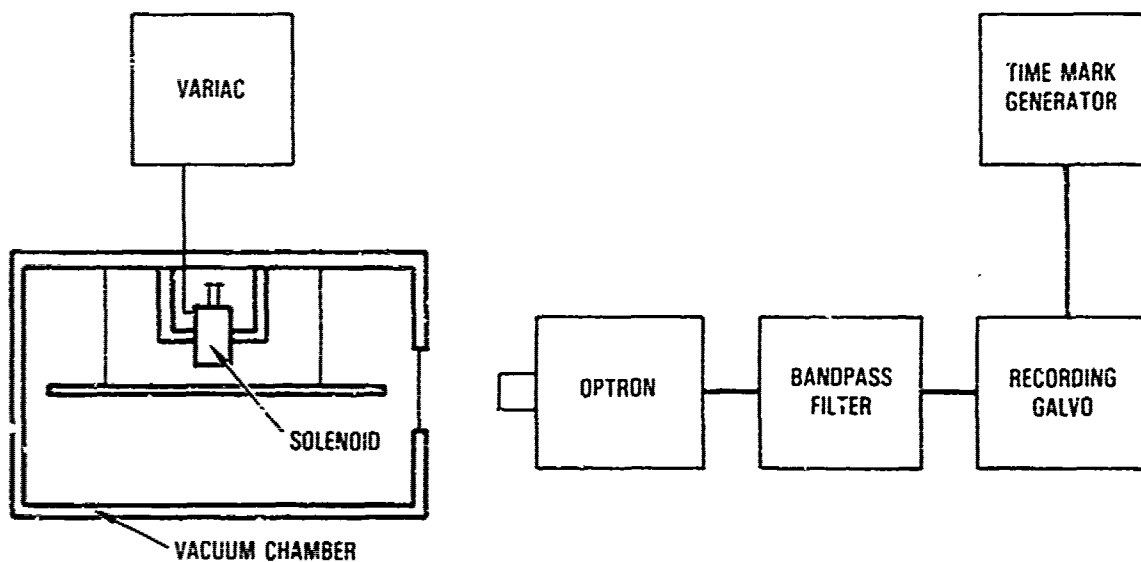 VARIAC
TIME MARK
GENERATOR
OPTRON
BANDPASS
FILTER
RECORDING
GALVO
SOLENOID
VACUUM CHAMBER